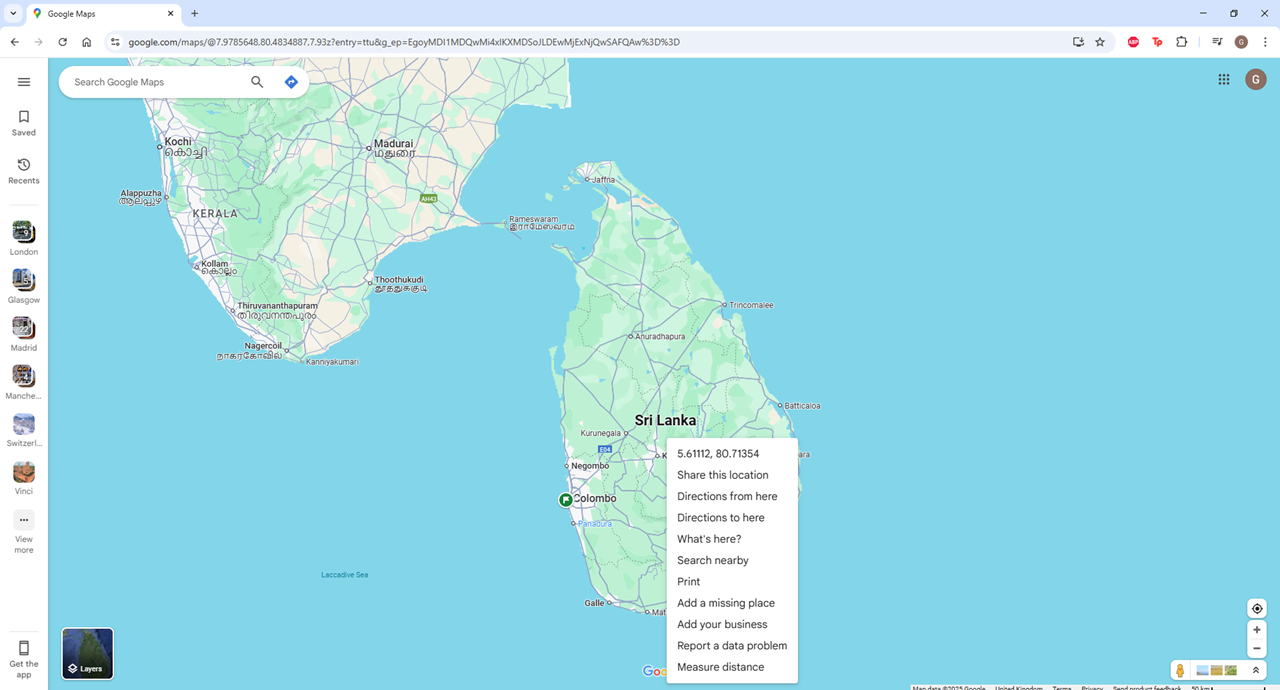 Google Maps
google.com/maps/@7.9785648,80.4834887,7.93z?entry=ttu&g_ep=EgoyMDI1MDQwMi4xIKXMDSoJLDEwMjExNjQwSAFQAw%3D%3D
Search Google Maps
G
G
Saved
Recents
London
Glasgow
Madrid
Manche...
Switzerl...
Vinci
View
more
Get the
app
Layers
Kochi
കൊച്ചി
Madurai
மதுரை
Alappuzha
ആലപ്പുഴ
KERALA
AH43
Jaffna
Rameswaram
Kollam
കൊല്ലം
Thoothukudi
தூத்துக்குடி
Thiruvananthapuram
തിരുവനന്തപുരം
Trincomalee
Nagercoil
நாகர்கோவில்
Kanniyakumari
Anuradhapura
Batticaloa
Sri Lanka
Kurunegala
E04
Negombo
Colombo
Panadura
Laccadive Sea
Galle
5.61112, 80.71354
Share this location
Directions from here
Directions to here
What's here?
Search nearby
Print
Add a missing place
Add your business
Report a data problem
Measure distance
Map data ©2025 Google
United Kingdom
Terms
Privacy
Send product feedback
50 km